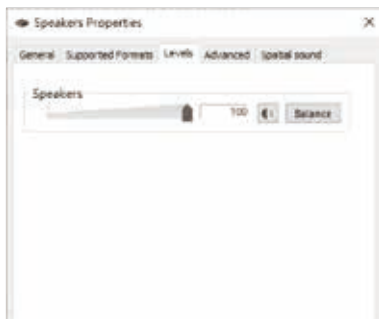 Speakers Properties
General Supported Formats Levels Advanced Spatial sound
Speakers
100 Balance